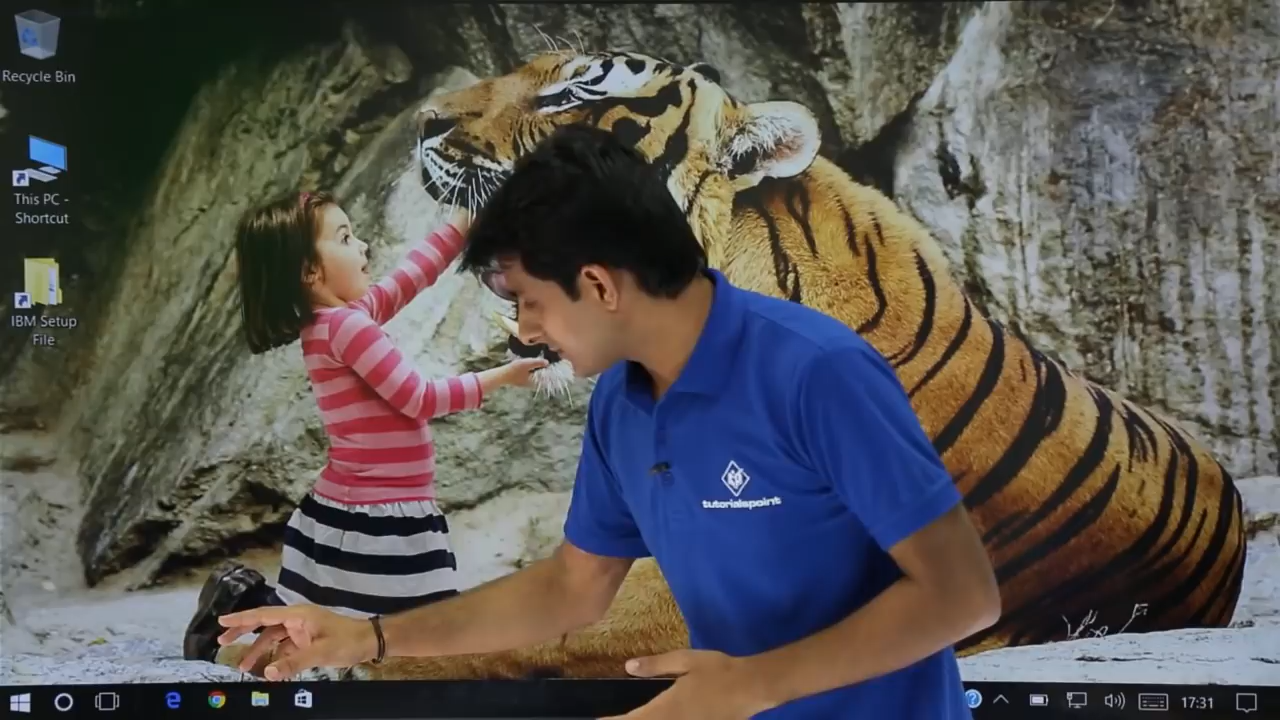 Recycle Bin
This PC -
Shortcut
IBM Setup
File
tutorialspoint
17:31